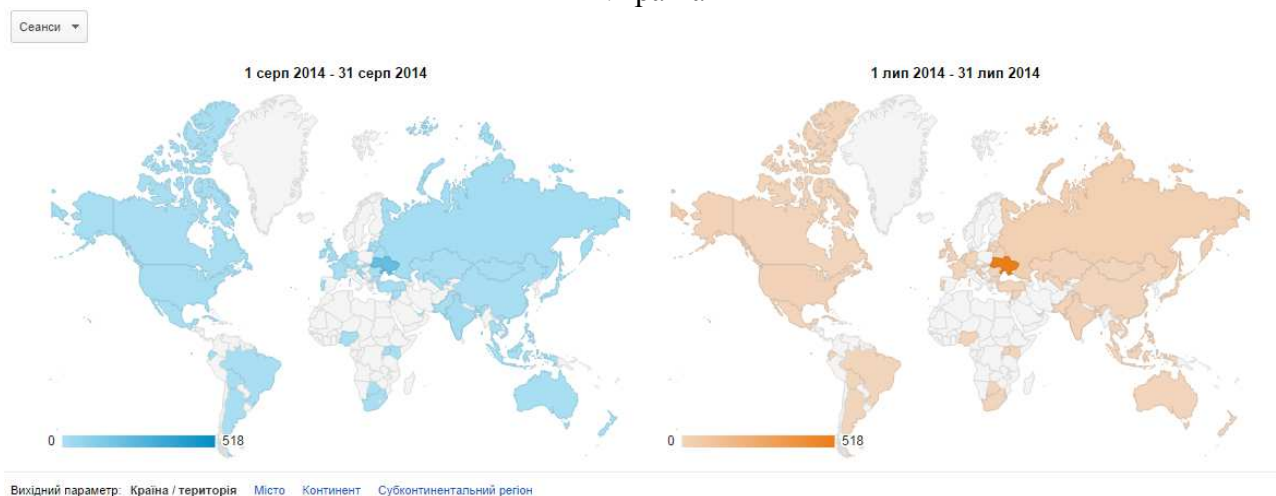 Сеанси
1 серп 2014 - 31 серп 2014
1 лип 2014 - 31 лип 2014
0 518
0 518
Вихідний параметр: Країна / територія Місто Континент Субконтинентальний регіон